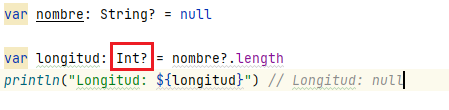 var nombre: String? = null
var longitud: Int? = nombre?.length
println("Longitud: ${longitud}") // Longitud: null